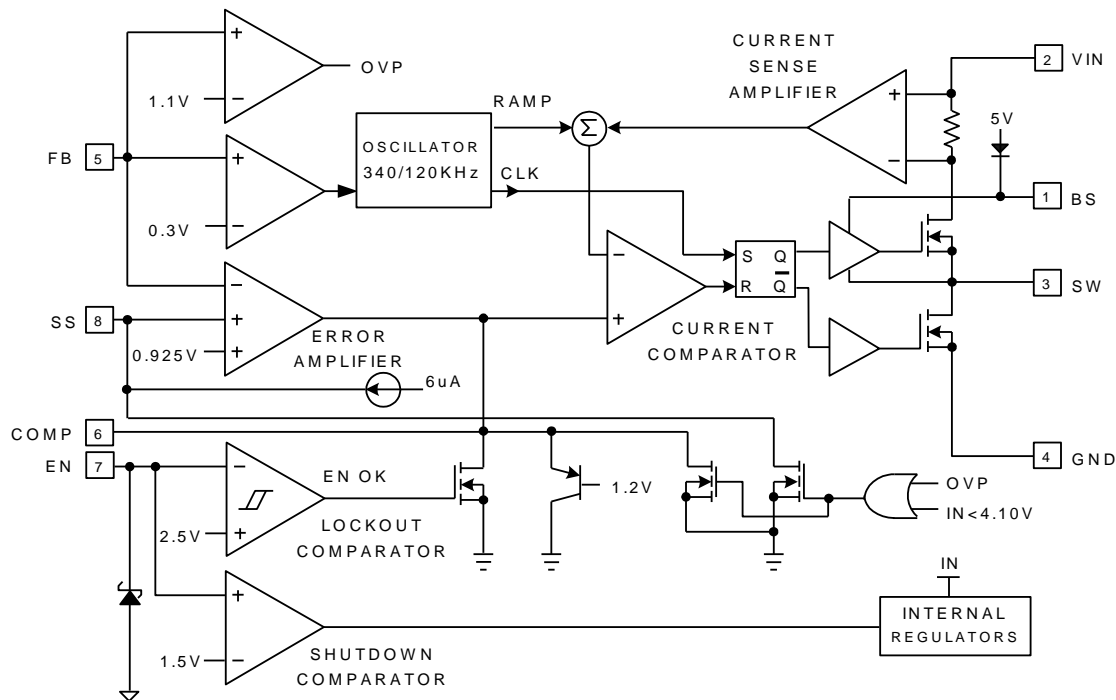 CURRENT
SENSE
AMPLIFIER
+
OVP
1.1V
−
2
VIN
+
−
5V
RAMP
Σ
FB
5
+
OSCILLATOR
340/120KHz
CLK
0.3V
−
1
BS
−
+
S
Q
R
Q
3
SW
CURRENT
COMPARATOR
−
SS
8
+
0.925V
+
ERROR
AMPLIFIER
6uA
COMP
6
EN
7
−
EN OK
2.5V
+
LOCKOUT
COMPARATOR
1.2V
4
GND
OVP
IN<4.10V
IN
INTERNAL
REGULATORS
+
1.5V
−
SHUTDOWN
COMPARATOR